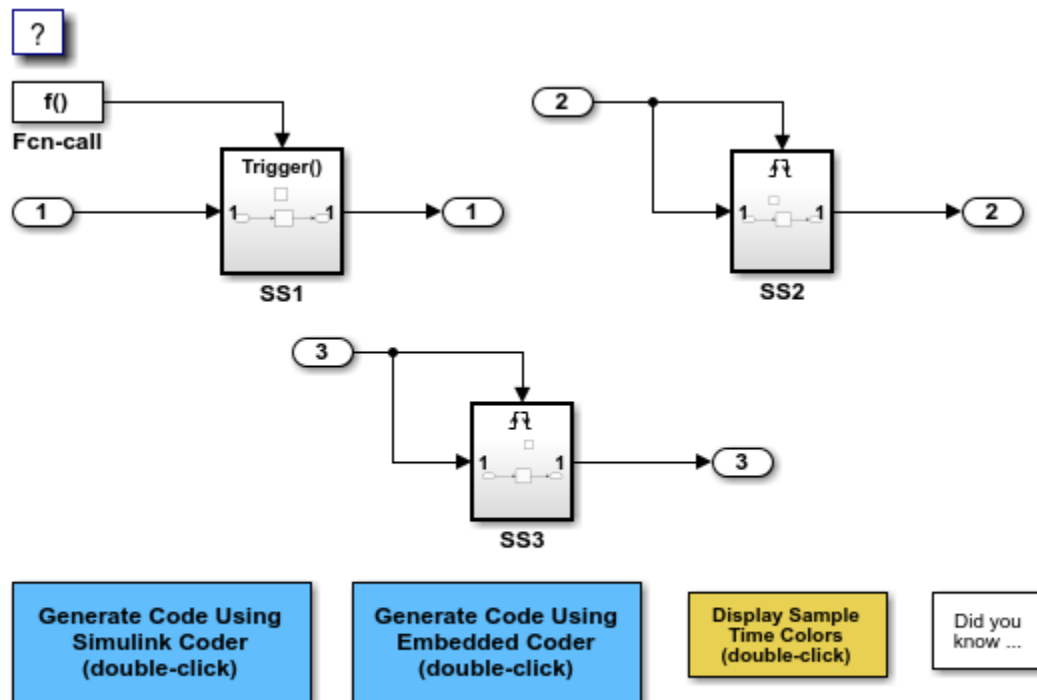 ?
f()
Fcn-call
Trigger()
1
1
1
1
SS1
2
1
1
2
SS2
3
1
1
3
SS3
Generate Code Using
Simulink Coder
(double-click)
Generate Code Using
Embedded Coder
(double-click)
Display Sample
Time Colors
(double-click)
Did you
know ...